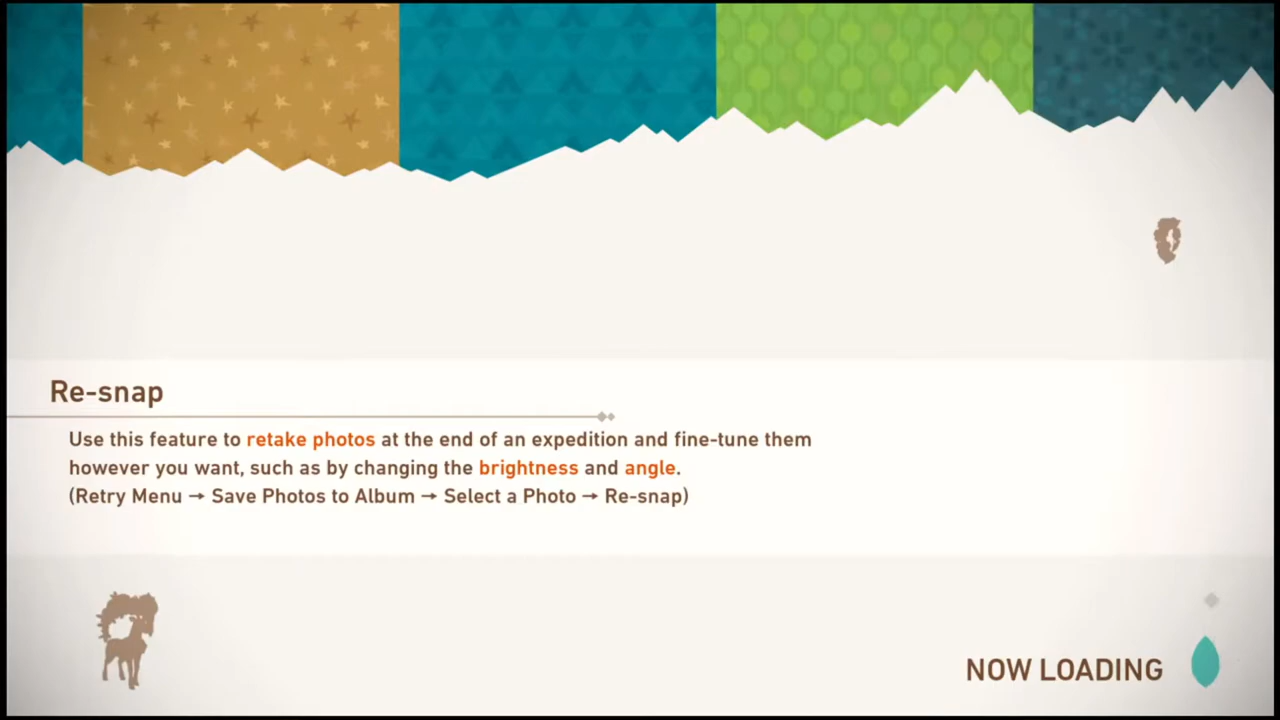 Re-snap
Use this feature to retake photos at the end of an expedition and fine-tune them
however you want, such as by changing the brightness and angle.
(Retry Menu → Save Photos to Album → Select a Photo → Re-snap)
NOW LOADING